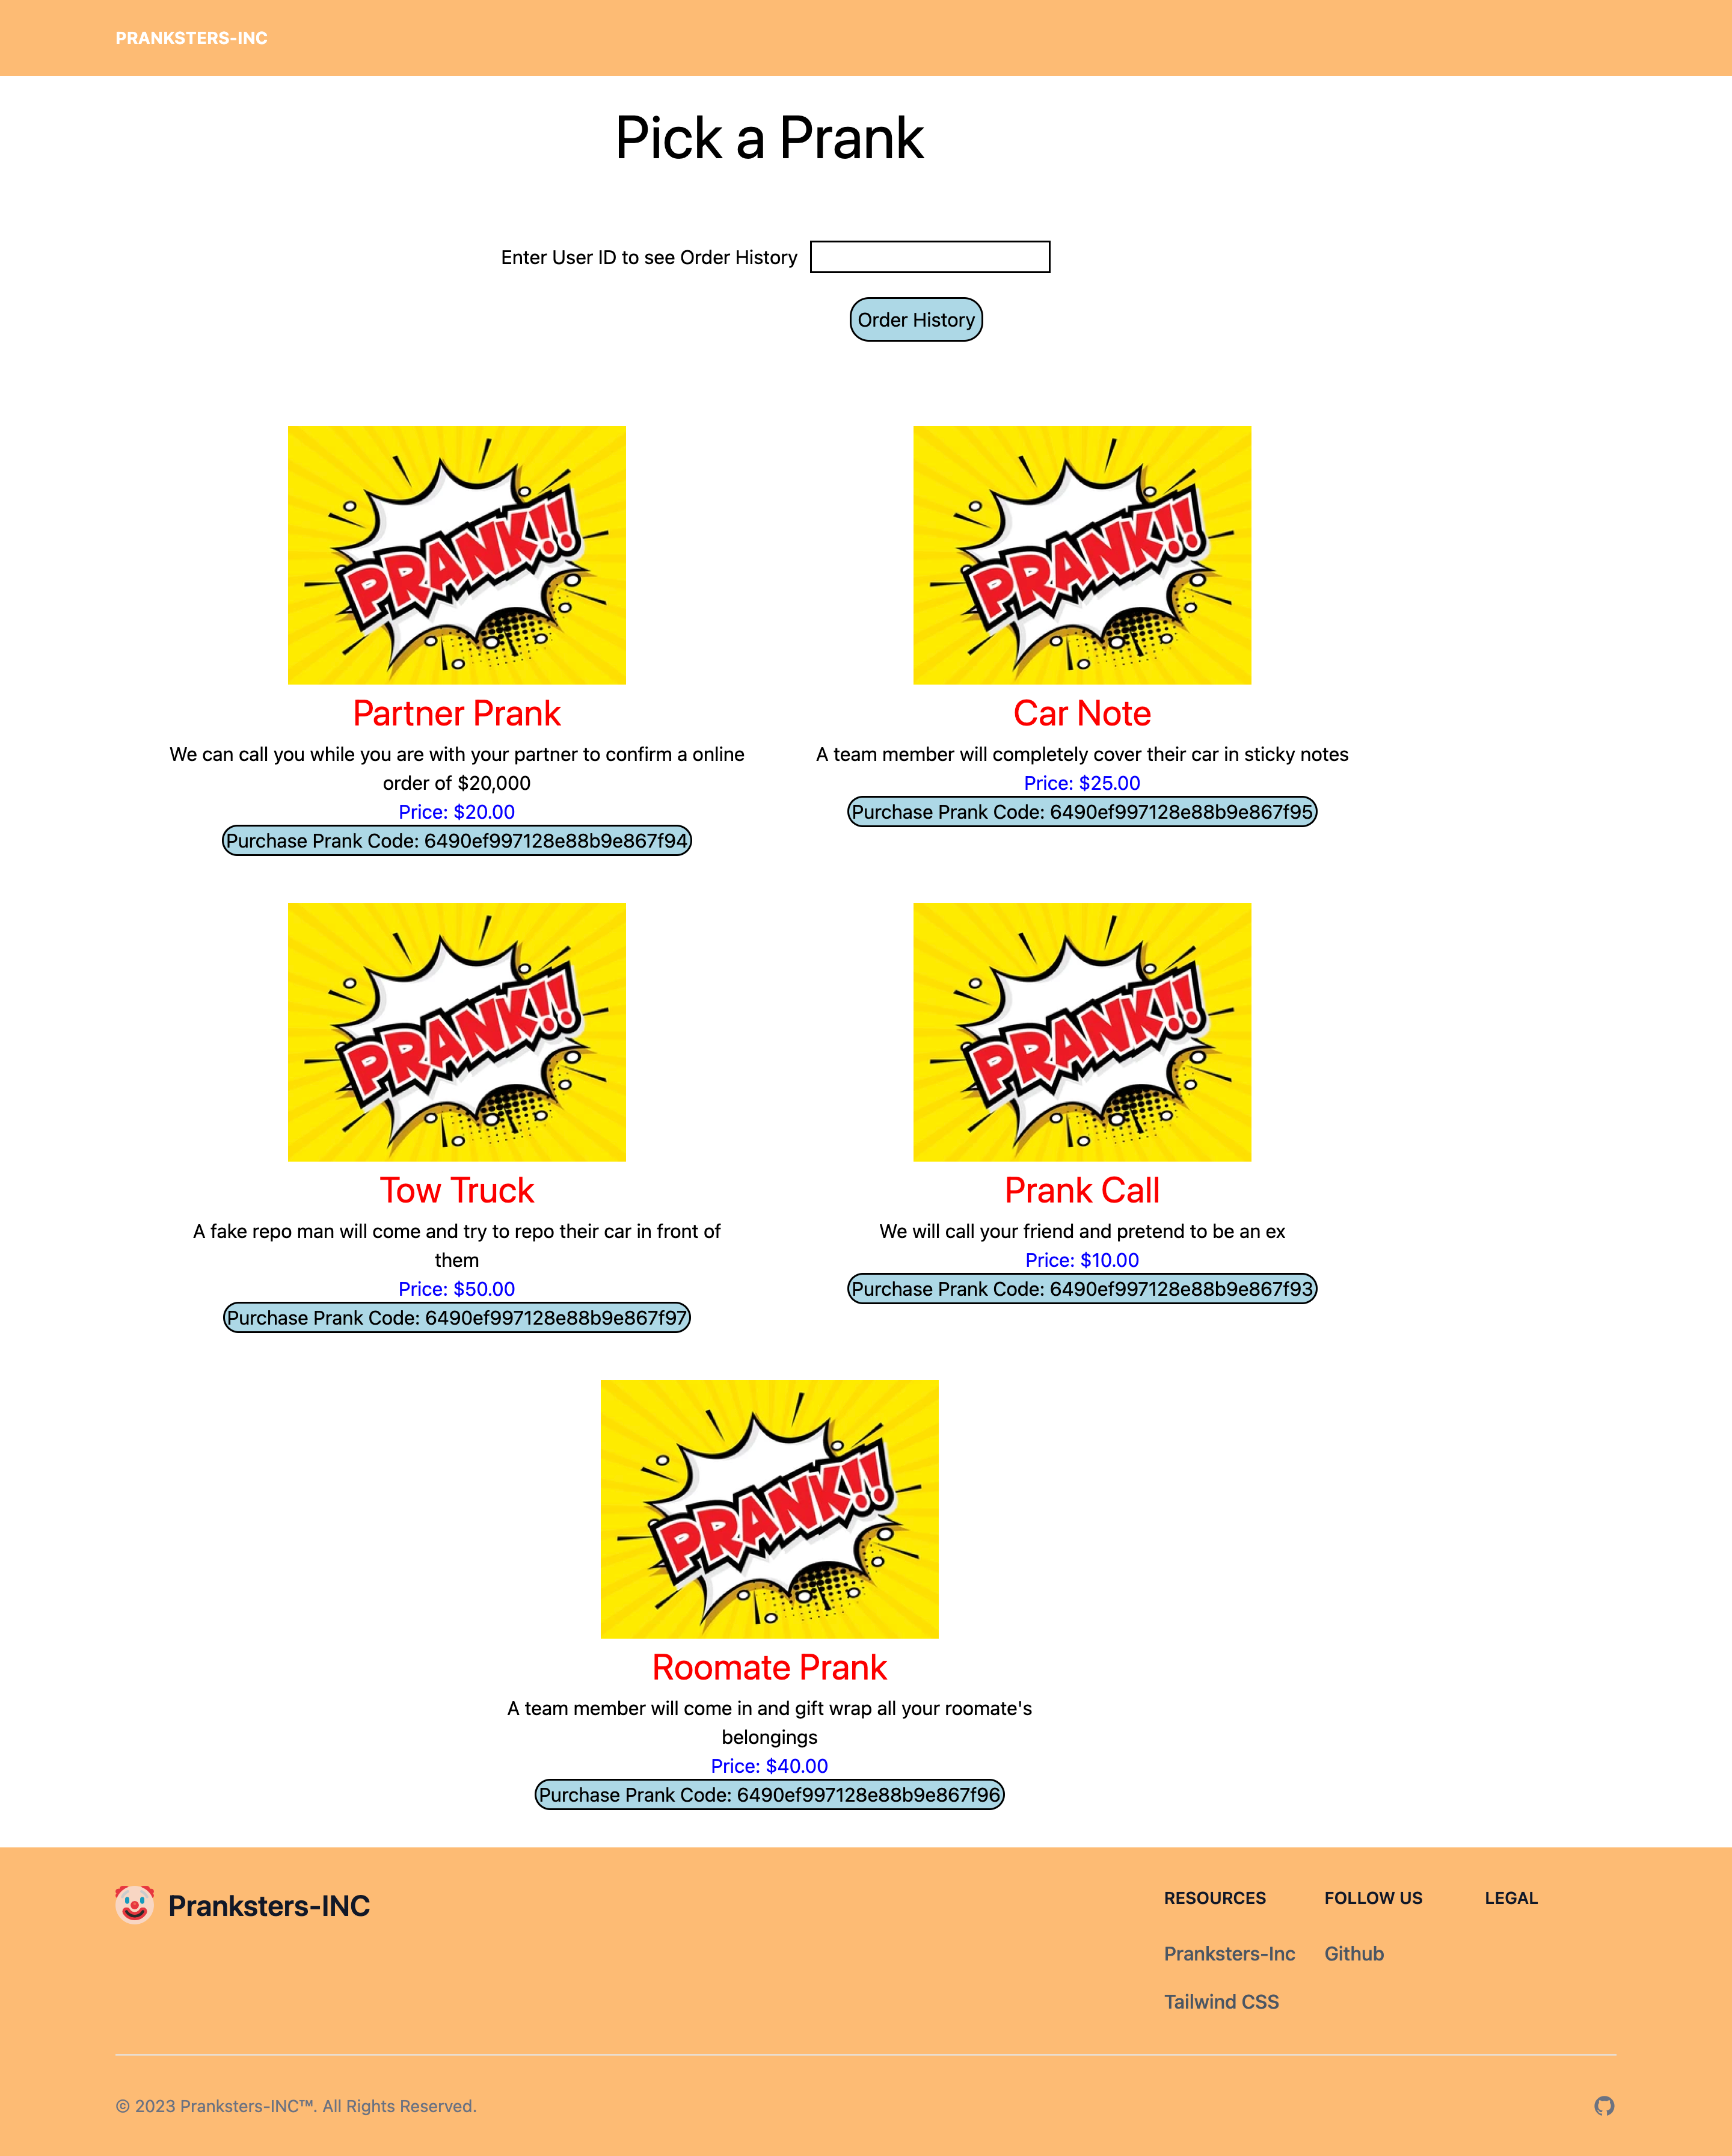 PRANKSTERS-INC
Pick a Prank
Enter User ID to see Order History
Order History
PRANK!!
Partner Prank
We can call you while you are with your partner to confirm a online
order of $20,000
Price: $20.00
Purchase Prank Code: 6490ef997128e88b9e867f94
PRANK!!
Car Note
A team member will completely cover their car in sticky notes
Price: $25.00
Purchase Prank Code: 6490ef997128e88b9e867f95
PRANK!!
Tow Truck
A fake repo man will come and try to repo their car in front of
them
Price: $50.00
Purchase Prank Code: 6490ef997128e88b9e867f97
PRANK!!
Prank Call
We will call your friend and pretend to be an ex
Price: $10.00
Purchase Prank Code: 6490ef997128e88b9e867f93
PRANK!!
Roomate Prank
A team member will come in and gift wrap all your roomate's
belongings
Price: $40.00
Purchase Prank Code: 6490ef997128e88b9e867f96
Pranksters-INC
RESOURCES
Pranksters-Inc
Tailwind CSS
FOLLOW US
Github
LEGAL
© 2023 Pranksters-INC™. All Rights Reserved.